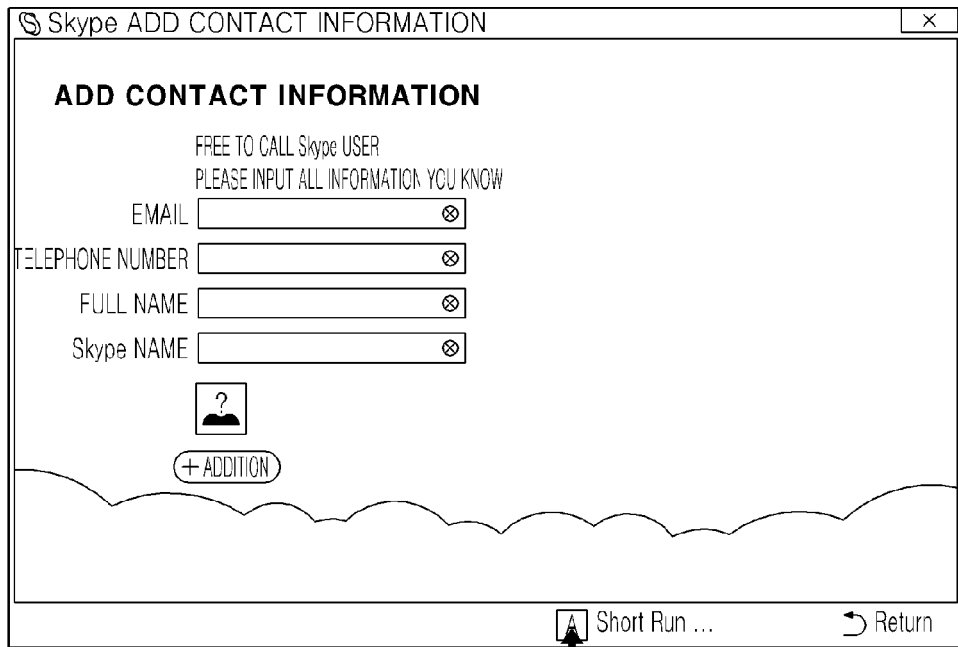 Skype ADD CONTACT INFORMATION
ADD CONTACT INFORMATION
FREE TO CALL Skype USER
PLEASE INPUT ALL INFORMATION YOU KNOW
EMAIL
TELEPHONE NUMBER
FULL NAME
Skype NAME
?
+ ADDITION
A Short Run ... Return